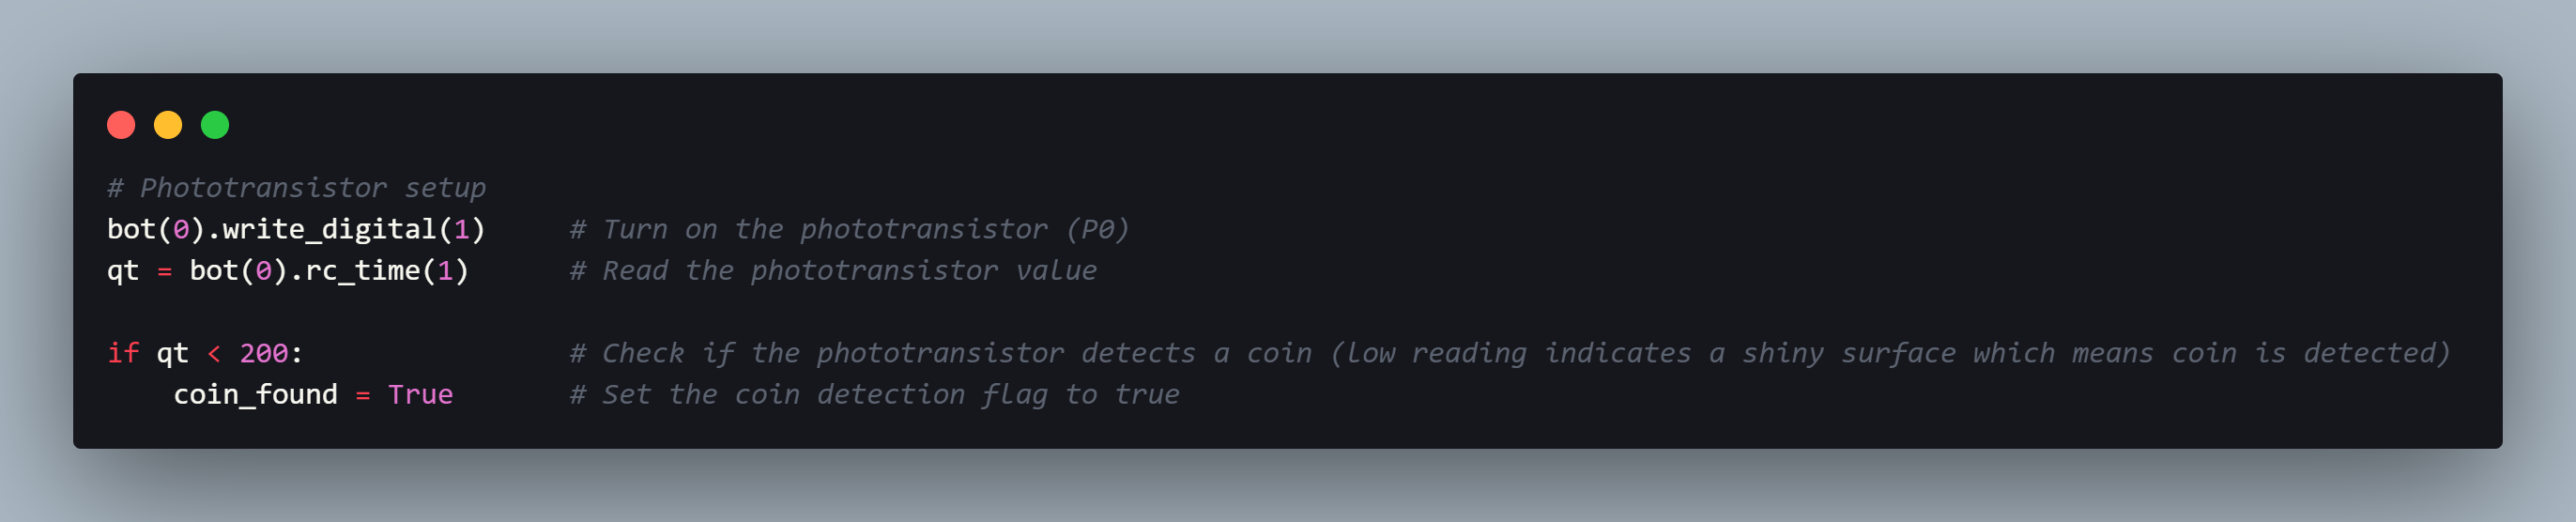 # Phototransistor setup
bot(0).write_digital(1)     # Turn on the phototransistor (P0)
qt = bot(0).rc_time(1)      # Read the phototransistor value
if qt < 200:                # Check if the phototransistor detects a coin (low reading indicates a shiny surface which means coin is detected)
    coin_found = True       # Set the coin detection flag to true